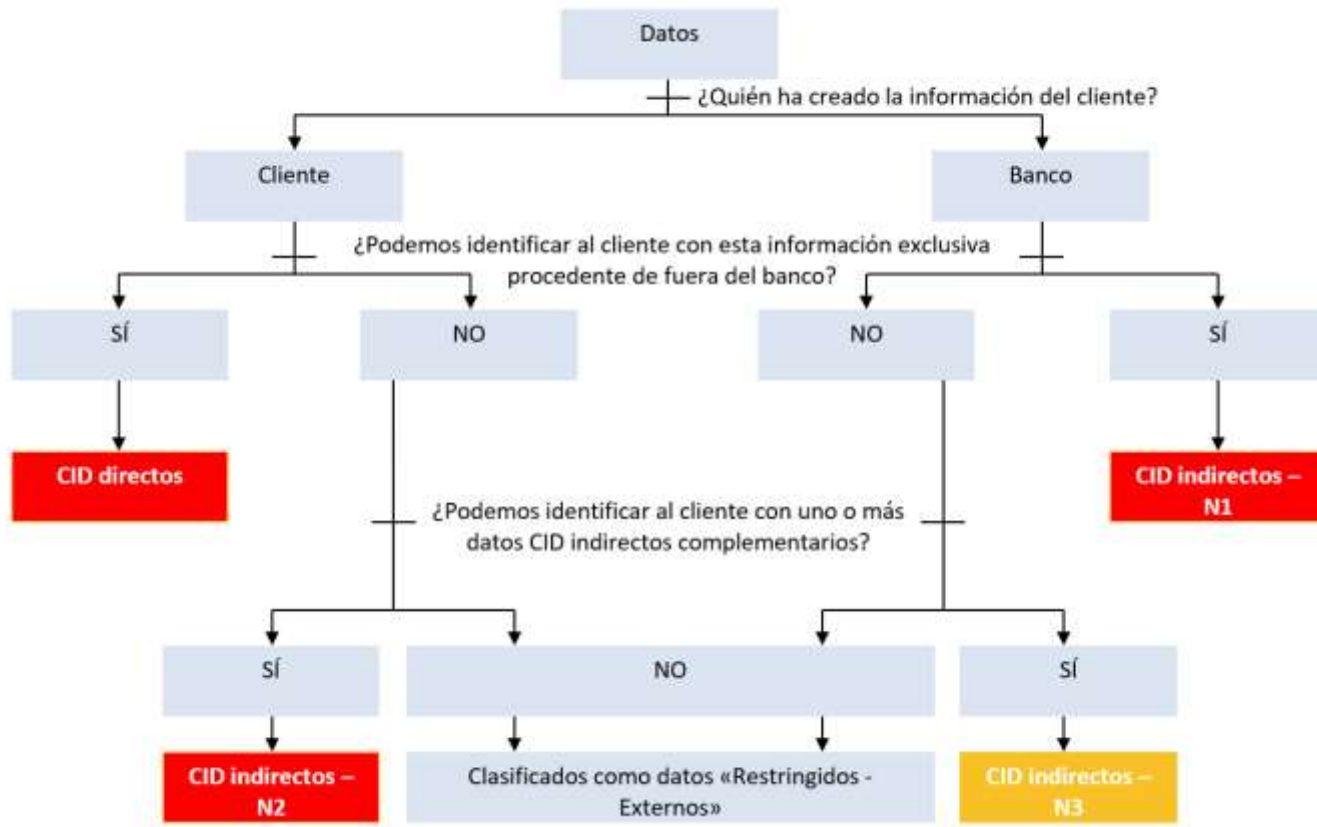 Datos
¿Quién ha creado la información del cliente?
Cliente
Banco
¿Podemos identificar al cliente con esta información exclusiva
procedente de fuera del banco?
SÍ
NO
NO
SÍ
CID directos
CID indirectos –
N1
¿Podemos identificar al cliente con uno o más
datos CID indirectos complementarios?
SÍ
NO
SÍ
CID indirectos –
N2
Clasificados como datos «Restringidos -
Externos»
CID indirectos –
N3